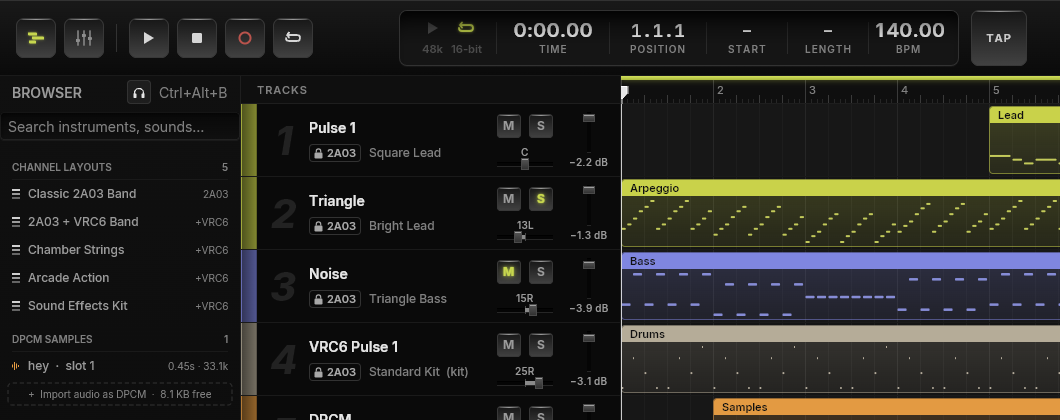 48k 16-bit
0:00.00
TIME
1.1.1
POSITION
–
START
–
LENGTH
140.00
BPM
TAP
BROWSER Ctrl+Alt+B
Search instruments, sounds...
CHANNEL LAYOUTS 5
Classic 2A03 Band 2A03
2A03 + VRC6 Band +VRC6
Chamber Strings +VRC6
Arcade Action +VRC6
Sound Effects Kit +VRC6
DPCM SAMPLES 1
hey · slot 1 0.45s · 33.1k
+ Import audio as DPCM · 8.1 KB free
TRACKS
1 Pulse 1 M S
2A03 Square Lead C −2.2 dB
2 Triangle M S
2A03 Bright Lead 13L −1.3 dB
3 Noise M S
2A03 Triangle Bass 15R −3.9 dB
4 VRC6 Pulse 1 M S
2A03 Standard Kit (kit) 25R −3.1 dB
DPCM
2 3 4 5
Lead
Arpeggio
Bass
Drums
Samples